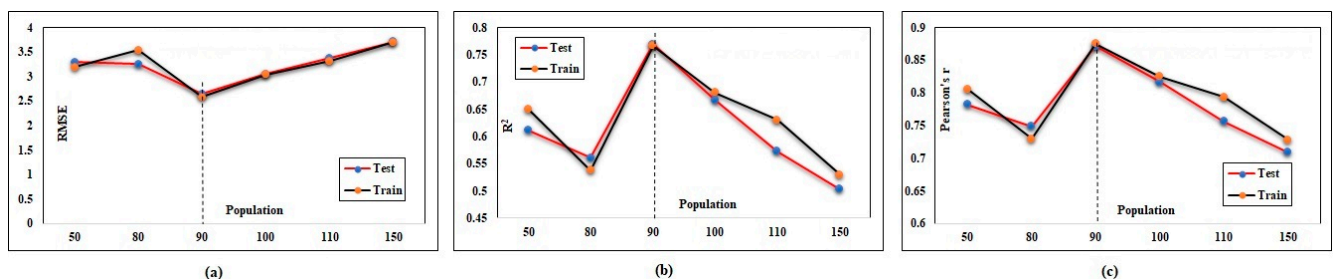 4
3.5
3
2.5
2
1.5
1
0.5
0
RMSE
Test
Train
Population
50 80 90 100 110 150
(a)
0.8
0.75
0.7
0.65
0.6
0.55
0.5
0.45
R²
Test
Train
Population
50 80 90 100 110 150
(b)
0.9
0.85
0.8
0.75
0.7
0.65
0.6
Pearson's r
Test
Train
Population
50 80 90 100 110 150
(c)